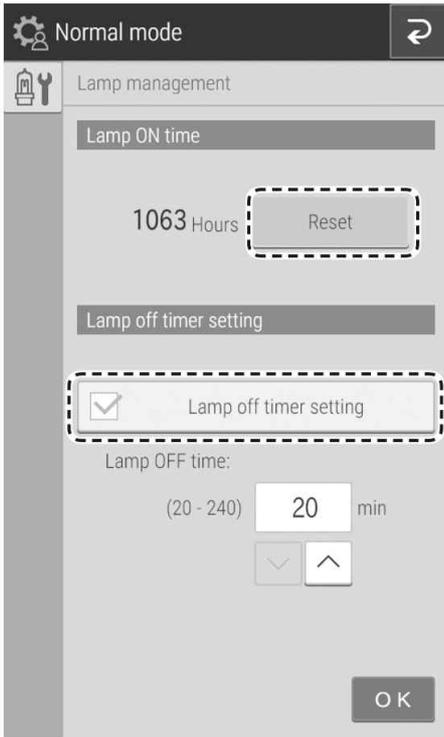 Normal mode
Lamp management
Lamp ON time
1063 Hours Reset
Lamp off timer setting
Lamp off timer setting
Lamp OFF time:
(20 - 240) 20 min
OK